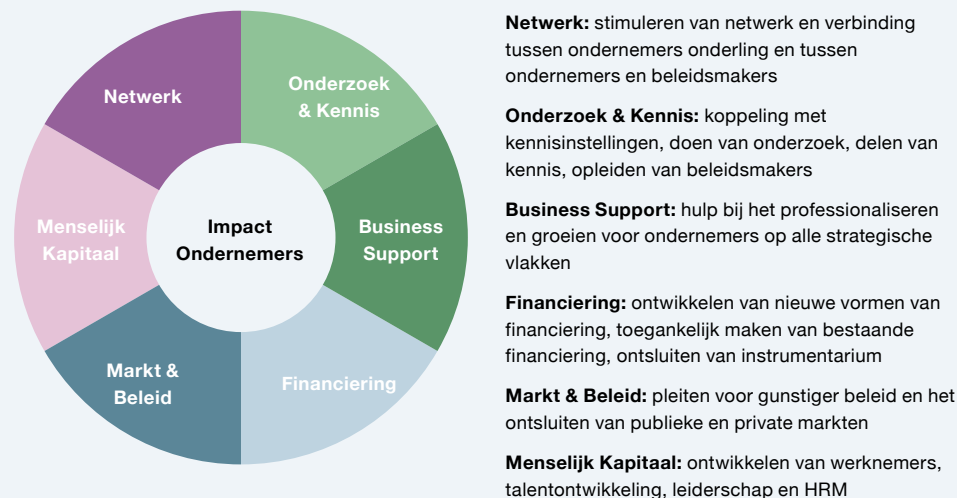 Netwerk
Onderzoek
& Kennis
Menselijk
Kapitaal
Impact
Ondernemers
Business
Support
Markt &
Beleid
Financiering
Netwerk: stimuleren van netwerk en verbinding
tussen ondernemers onderling en tussen
ondernemers en beleidsmakers
Onderzoek & Kennis: koppeling met
kennisinstellingen, doen van onderzoek, delen van
kennis, opleiden van beleidsmakers
Business Support: hulp bij het professionaliseren
en groeien voor ondernemers op alle strategische
vlakken
Financiering: ontwikkelen van nieuwe vormen van
financiering, toegankelijk maken van bestaande
financiering, ontsluiten van instrumentarium
Markt & Beleid: pleiten voor gunstiger beleid en het
ontsluiten van publieke en private markten
Menselijk Kapitaal: ontwikkelen van werknemers,
talentontwikkeling, leiderschap en HRM